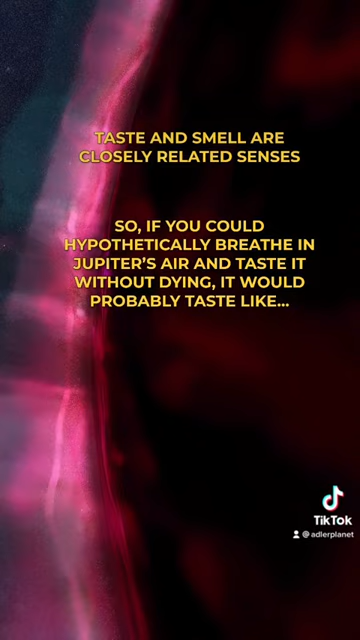 TASTE AND SMELL ARE
CLOSELY RELATED SENSES
SO, IF YOU COULD
HYPOTHETICALLY BREATHE IN
JUPITER'S AIR AND TASTE IT
WITHOUT DYING, IT WOULD
PROBABLY TASTE LIKE...
TikTok
@adlerplanet